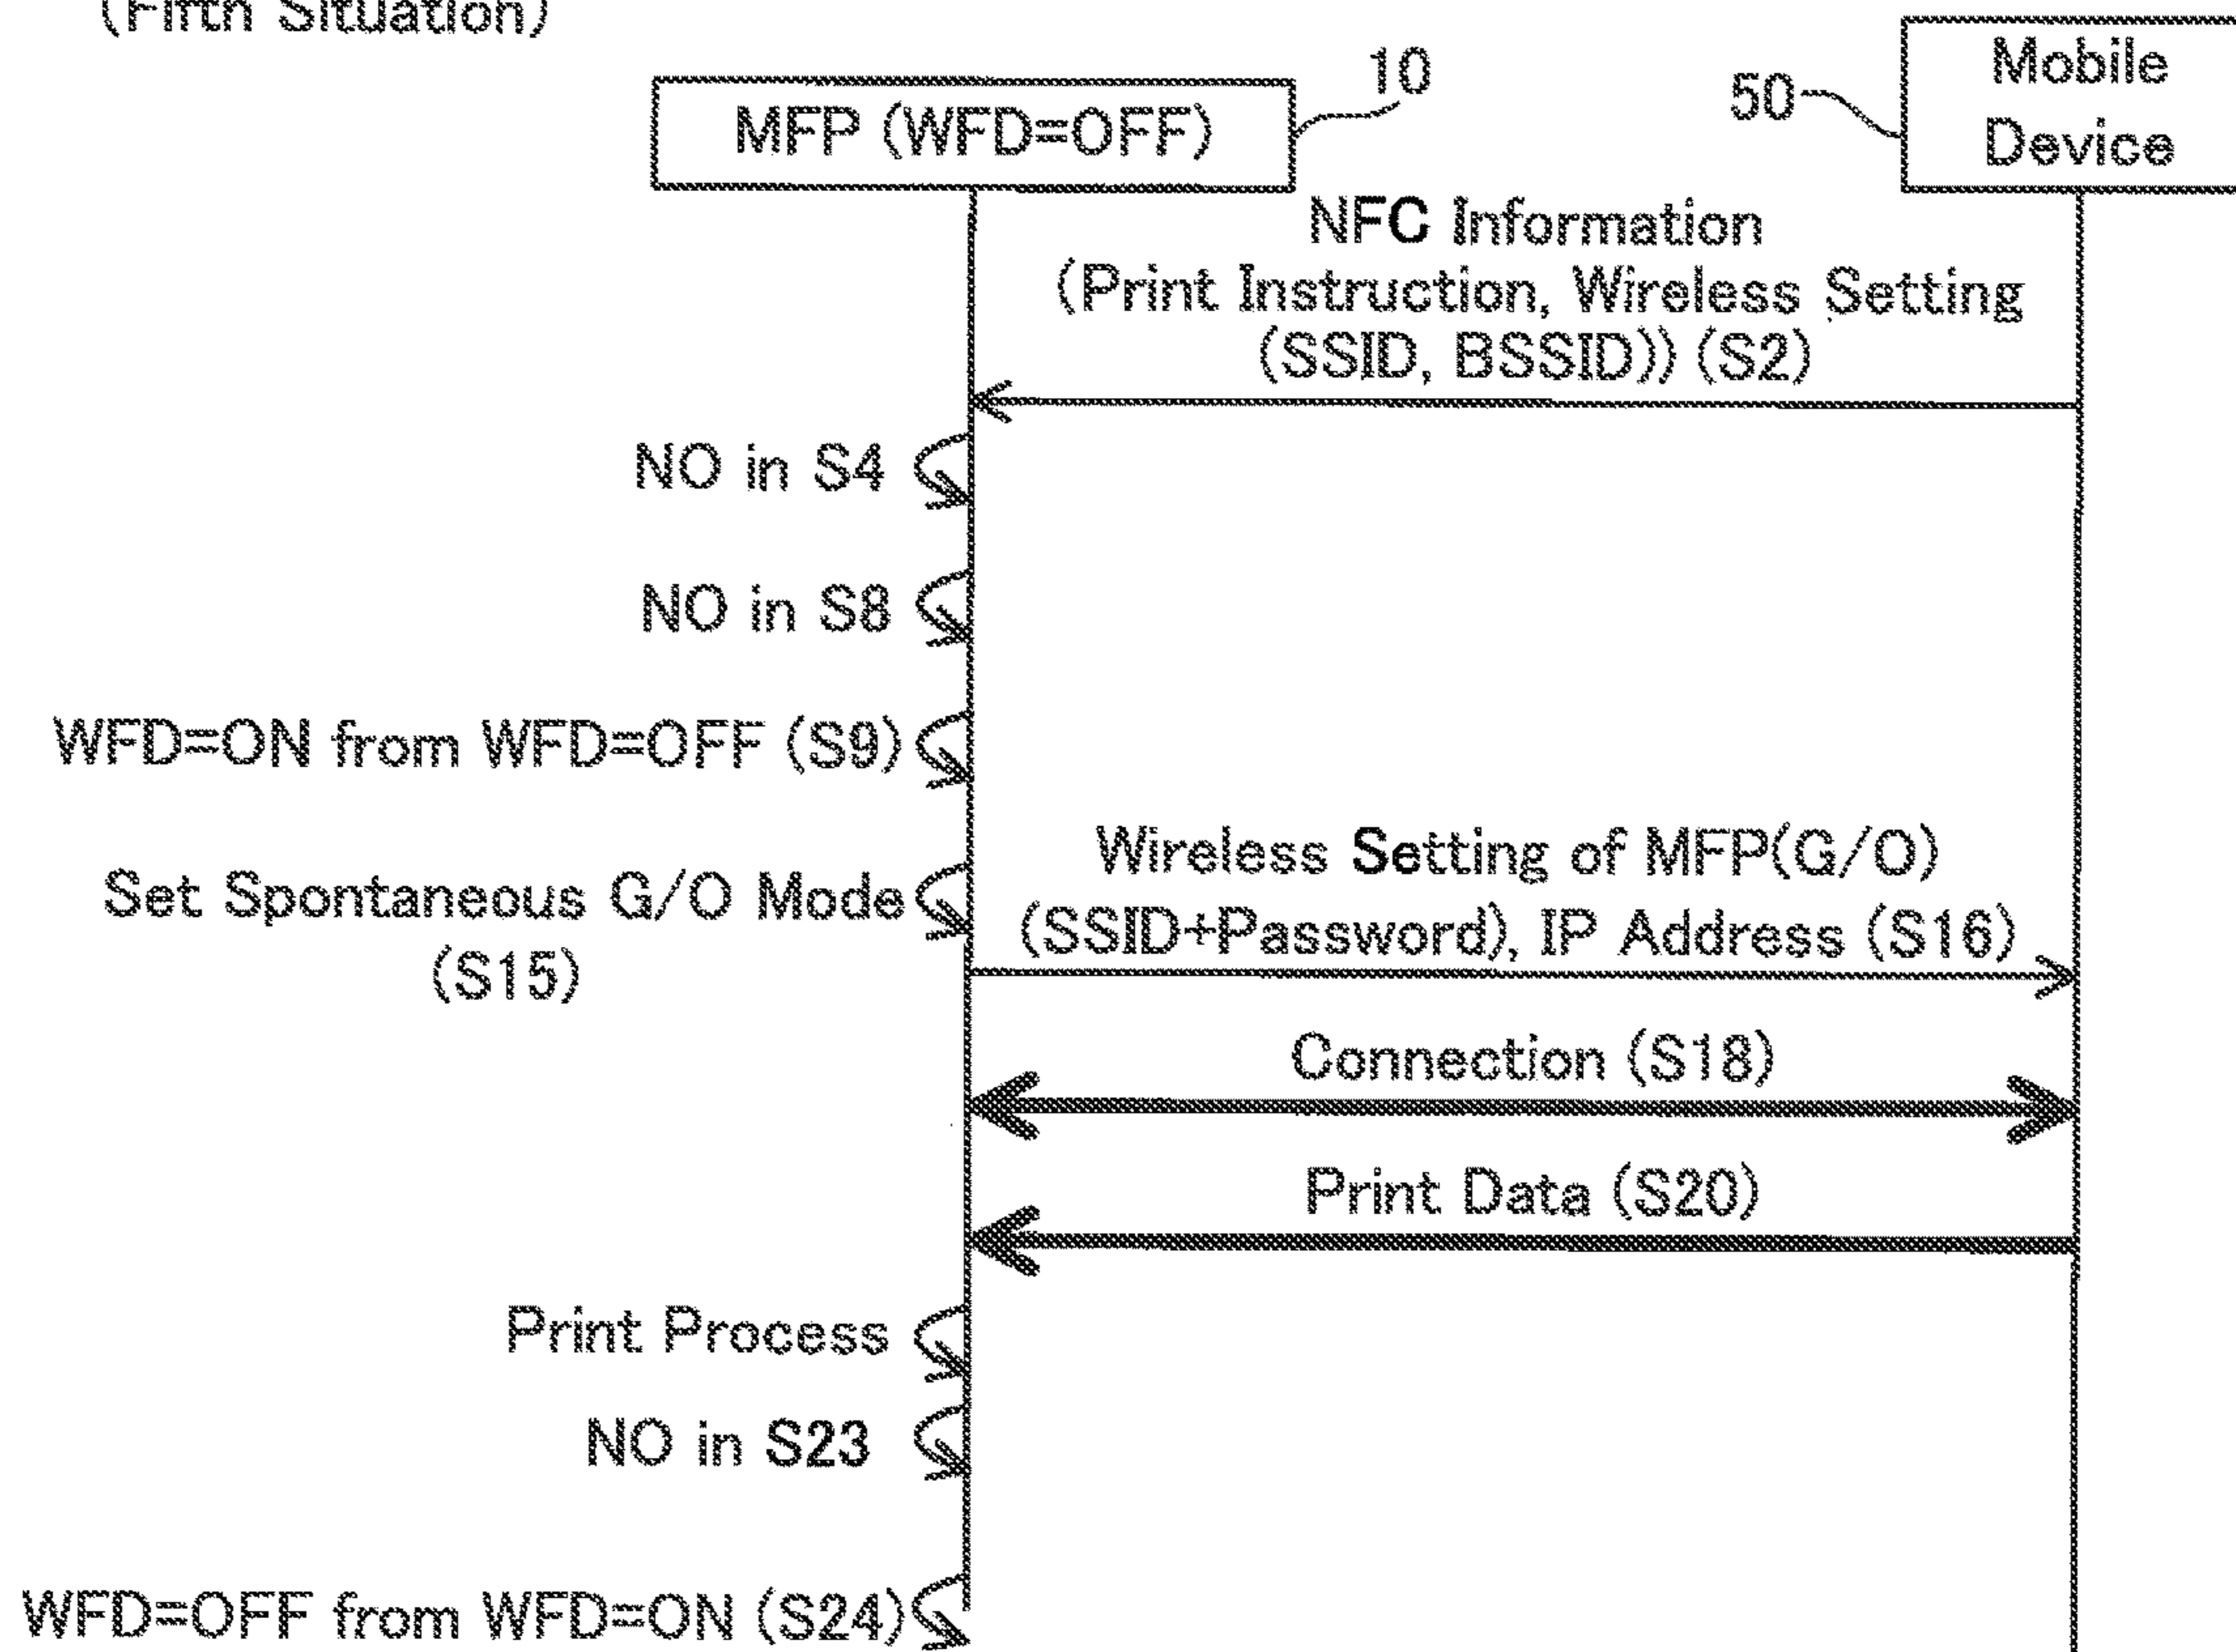 (Fifth Situation)
10
MFP (WFD=OFF)
50
Mobile
Device
NFC Information
(Print Instruction, Wireless Setting
(SSID, BSSID)) (S2)
NO in S4
NO in S8
WFD=ON from WFD=OFF (S9)
Set Spontaneous G/O Mode
(S15)
Wireless Setting of MFP(G/O)
(SSID+Password), IP Address (S16)
Connection (S18)
Print Data (S20)
Print Process
NO in S23
WFD=OFF from WFD=ON (S24)